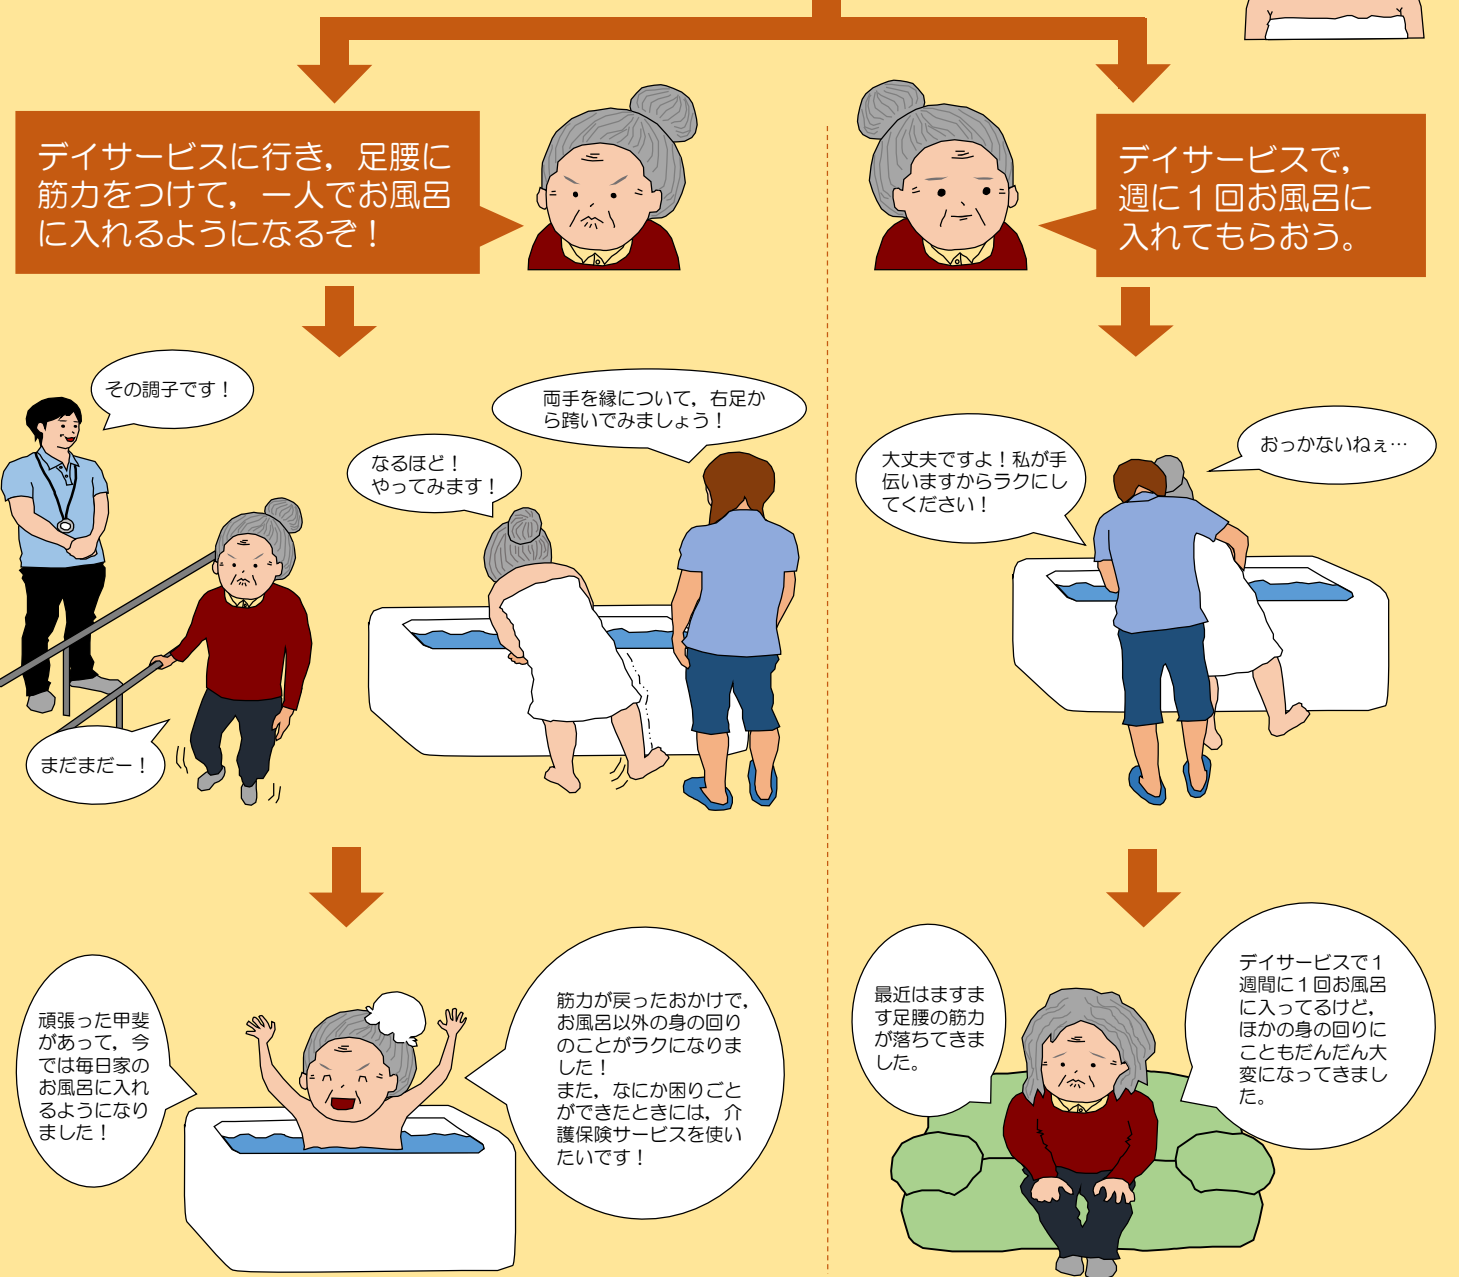 デイサービスに行き，足腰に
筋力をつけて，一人でお風呂
に入れるようになるぞ！
デイサービスで，
週に１回お風呂に
入れてもらおう。
その調子です！
両手を縁について，右足か
ら跨いでみましょう！
なるほど！
やってみます！
まだまだー！
大丈夫ですよ！私が手
伝いますからラクにし
てください！
おっかないねぇ…
頑張った甲斐
があって，今
では毎日家の
お風呂に入れ
るようになり
ました！
筋力が戻ったおかけで，
お風呂以外の身の回り
のことがラクになりま
した！
また，なにか困りごと
ができたときには，介
護保険サービスを使い
たいです！
最近はますま
す足腰の筋力
が落ちてきま
した。
デイサービスで１
週間に１回お風呂
に入ってるけど，
ほかの身の回りに
こともだんだん大
変になってきまし
た。